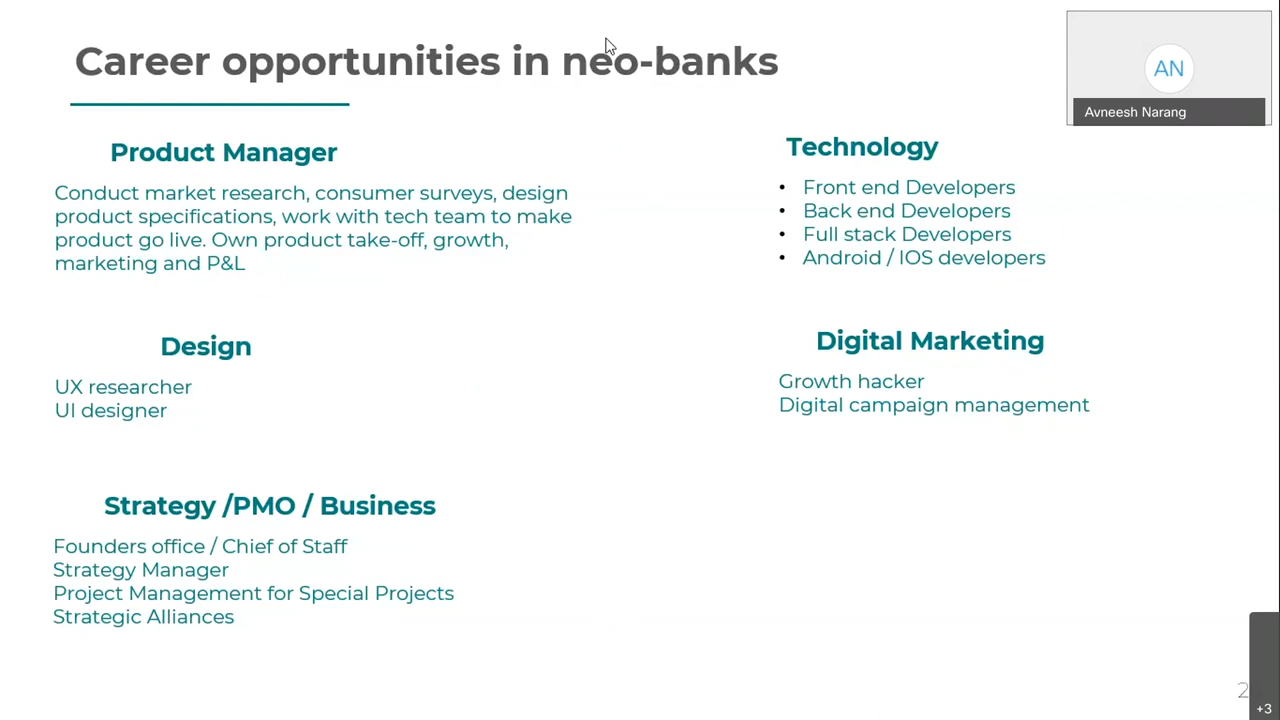 Career opportunities in neo-banks
AN
Avneesh Narang
Product Manager
Conduct market research, consumer surveys, design
product specifications, work with tech team to make
product go live. Own product take-off, growth,
marketing and P&L
Technology
• Front end Developers
• Back end Developers
• Full stack Developers
• Android / IOS developers
Design
UX researcher
UI designer
Digital Marketing
Growth hacker
Digital campaign management
Strategy /PMO / Business
Founders office / Chief of Staff
Strategy Manager
Project Management for Special Projects
Strategic Alliances
+3